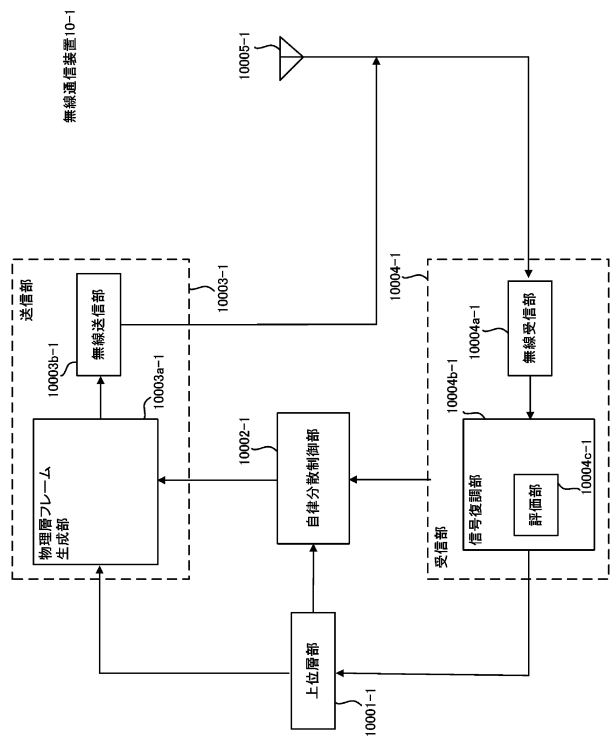 無線通信装置10-1
送信部
10003-1
10003b-1
無線送信部
10003a-1
物理層フレーム
生成部
10005-1
10002-1
自律分散制御部
上位層部
10001-1
10004-1
受信部
10004a-1
無線受信部
10004b-1
信号復調部
10004c-1
評価部